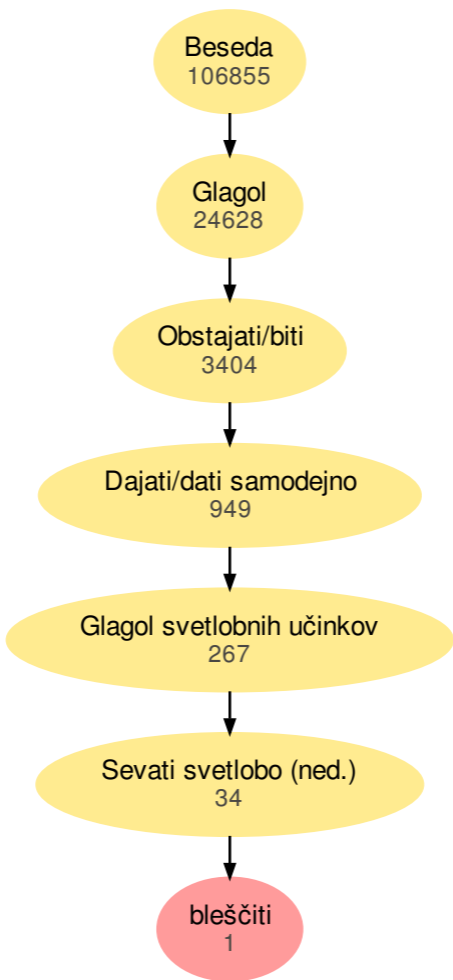 Beseda
106855
Glagol
24628
Obstajati/biti
3404
Dajati/dati samodejno
949
Glagol svetlobnih učinkov
267
Sevati svetlobo (ned.)
34
bleščiti
1